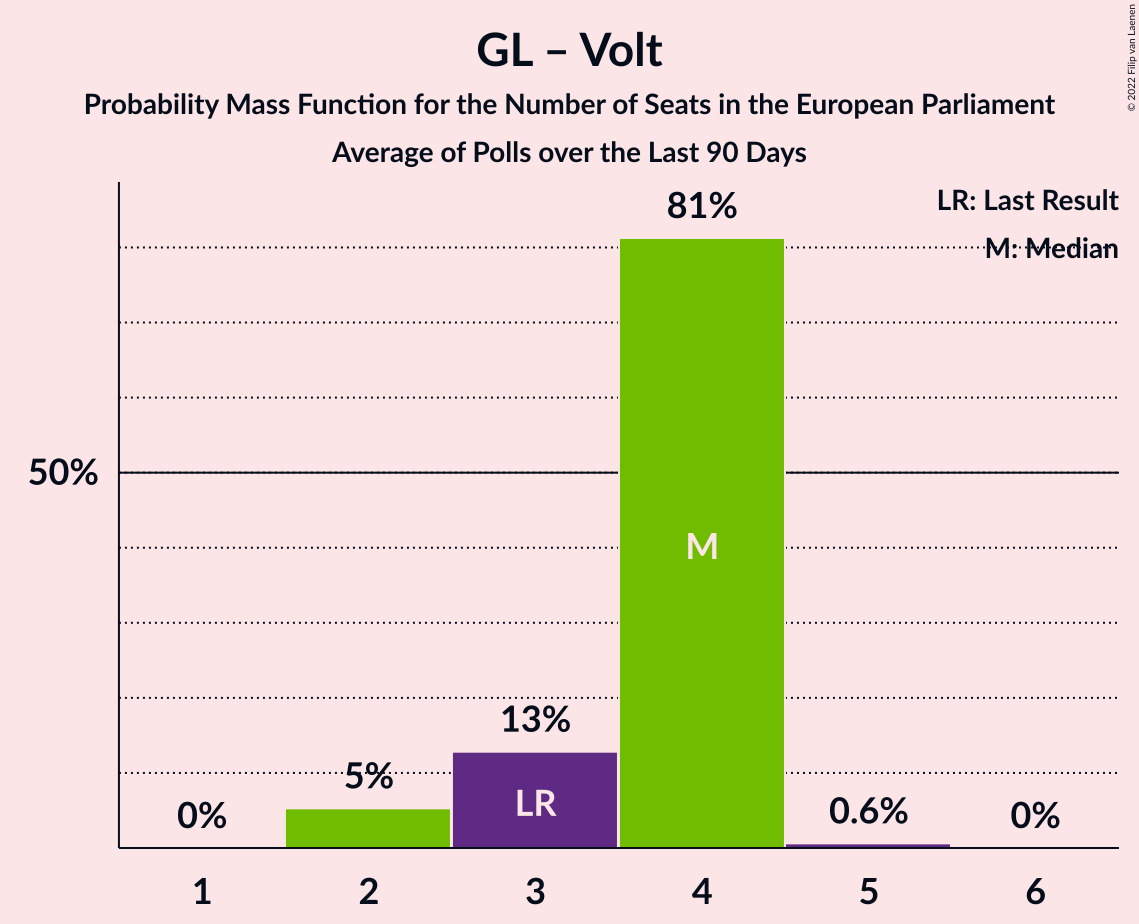 GL – Volt
Probability Mass Function for the Number of Seats in the European Parliament
Average of Polls over the Last 90 Days
© 2022 Filip van Laenen
LR: Last Result
M: Median
81%
50%
M
13%
5%
LR
0%
0.6%
0%
1 2 3 4 5 6